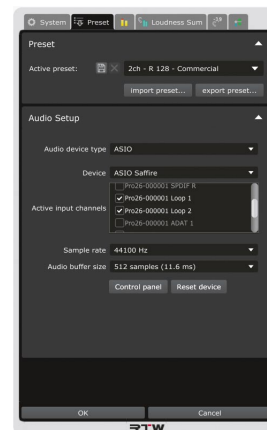 System Preset Loudness Sum
Preset
Active preset: 2ch - R 128 - Commercial
import preset... export preset...
Audio Setup
Audio device type ASIO
Device ASIO Saffire
Pro26-000001 SPDIF R
Pro26-000001 Loop 1
Active input channels
Pro26-000001 Loop 2
Pro26-000001 ADAT 1
Sample rate 44100 Hz
Audio buffer size 512 samples (11.6 ms)
Control panel Reset device
OK Cancel
RTW